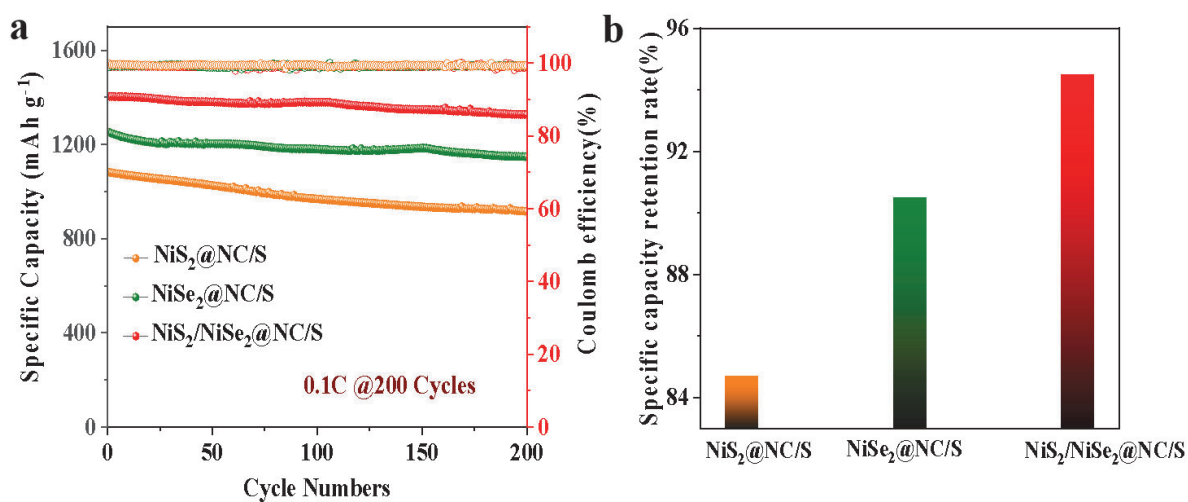 a
1600
1200
800
400
0
Specific Capacity (mAh g⁻¹)
100
80
60
40
20
0
Coulomb efficiency(%)
NiS₂@NC/S
NiSe₂@NC/S
NiS₂/NiSe₂@NC/S
0.1C @200 Cycles
0 50 100 150 200
Cycle Numbers
b
96
92
88
84
Specific capacity retention rate(%)
NiS₂@NC/S NiSe₂@NC/S NiS₂/NiSe₂@NC/S